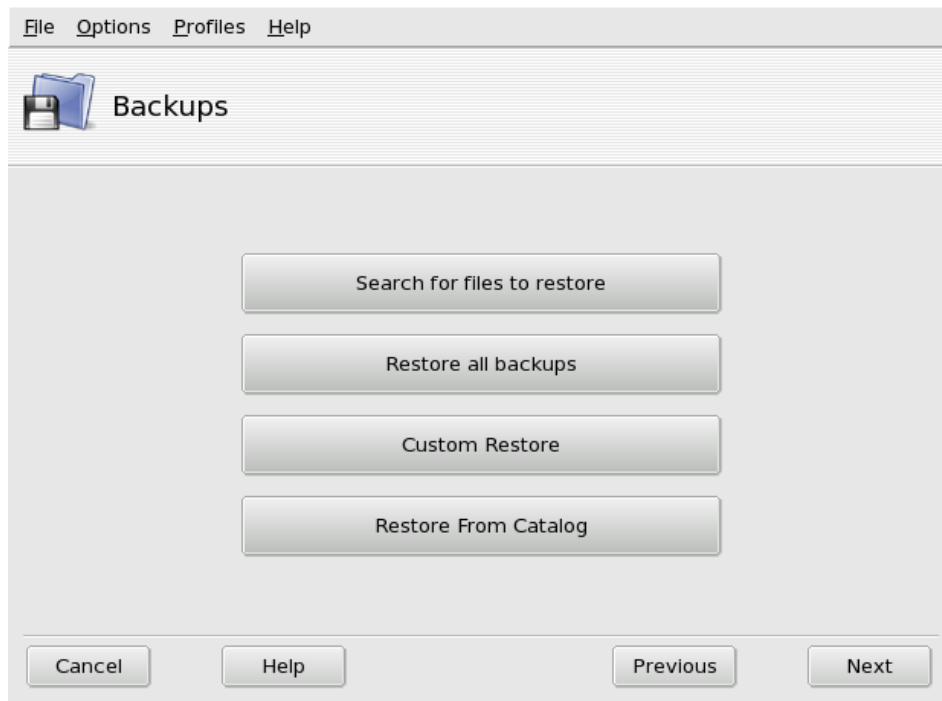 File Options Profiles Help
Backups
Search for files to restore
Restore all backups
Custom Restore
Restore From Catalog
Cancel Help Previous Next